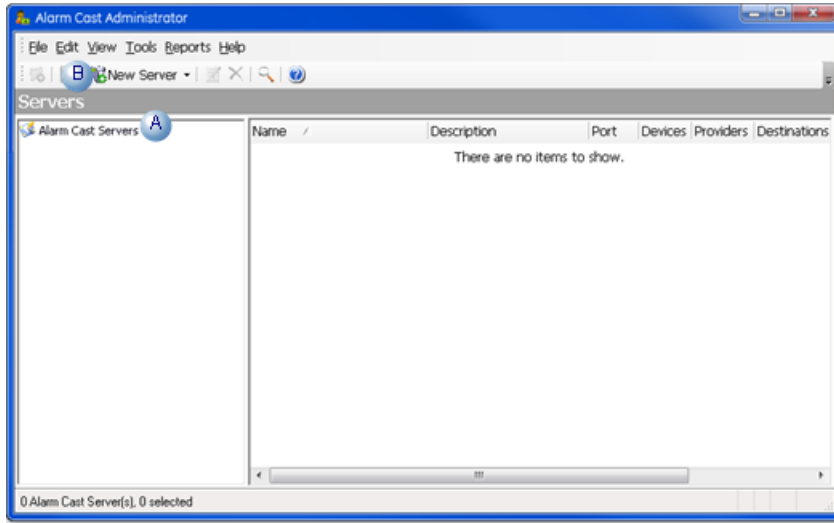 Alarm Cast Administrator
File Edit View Tools Reports Help
B New Server
Servers
Alarm Cast Servers A
Name Description Port Devices Providers Destinations
There are no items to show.
0 Alarm Cast Server(s), 0 selected